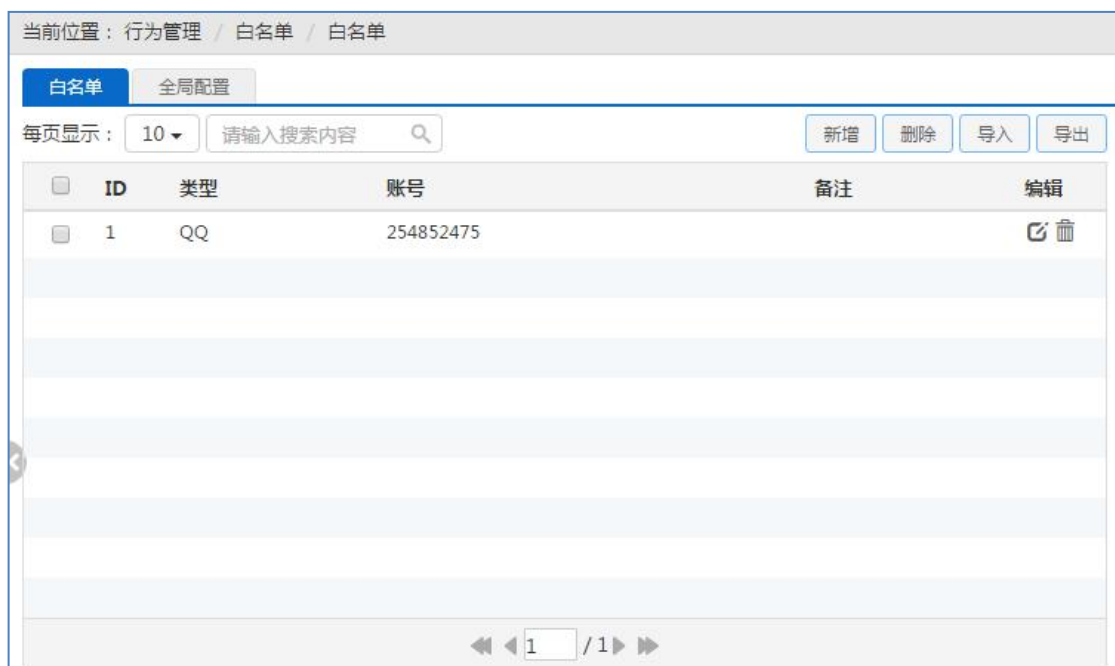 当前位置：行为管理 / 白名单 / 白名单
白名单 全局配置
每页显示： 10 请输入搜索内容 新增 删除 导入 导出
ID 类型 账号 备注 编辑
1 QQ 254852475
1 / 1